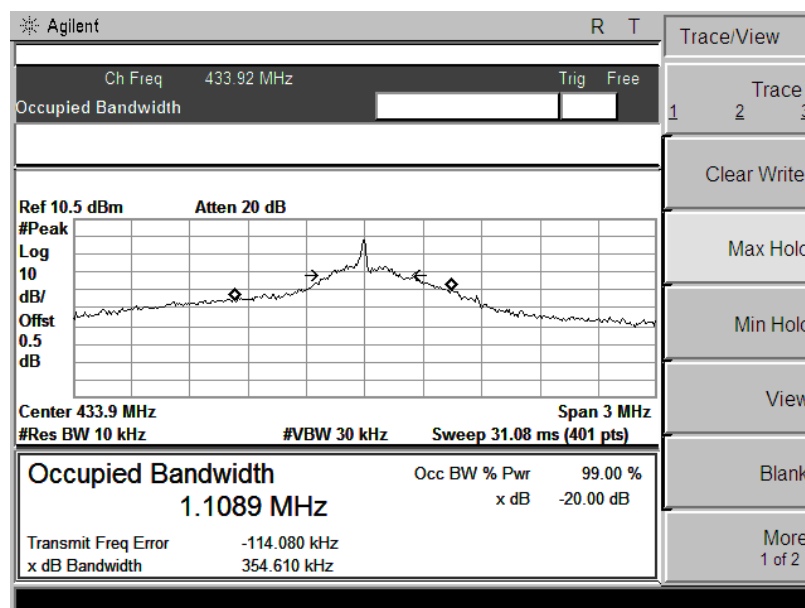 Agilent R T
Ch Freq 433.92 MHz Trig Free
Occupied Bandwidth
Ref 10.5 dBm Atten 20 dB
#Peak
Log
10
dB/
Offst
0.5
dB
Center 433.9 MHz Span 3 MHz
#Res BW 10 kHz #VBW 30 kHz Sweep 31.08 ms (401 pts)
Occupied Bandwidth
1.1089 MHz
Occ BW % Pwr 99.00 %
x dB -20.00 dB
Transmit Freq Error -114.080 kHz
x dB Bandwidth 354.610 kHz
Trace/View
Trace
1 2 3
Clear Write
Max Hold
Min Hold
View
Blank
More
1 of 2